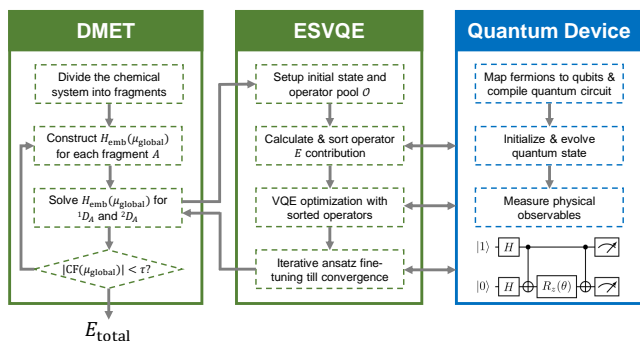 DMET
Divide the chemical
system into fragments
Construct H_emb(μ_global)
for each fragment A
Solve H_emb(μ_global) for
¹D_A and ²D_A
|CF(μ_global)| < τ?
E_total
ESVQE
Setup initial state and
operator pool 𝒪
Calculate & sort operator
E contribution
VQE optimization with
sorted operators
Iterative ansatz fine-
tuning till convergence
Quantum Device
Map fermions to qubits &
compile quantum circuit
Initialize & evolve
quantum state
Measure physical
observables
|1⟩ H
|0⟩ H R_z(θ)